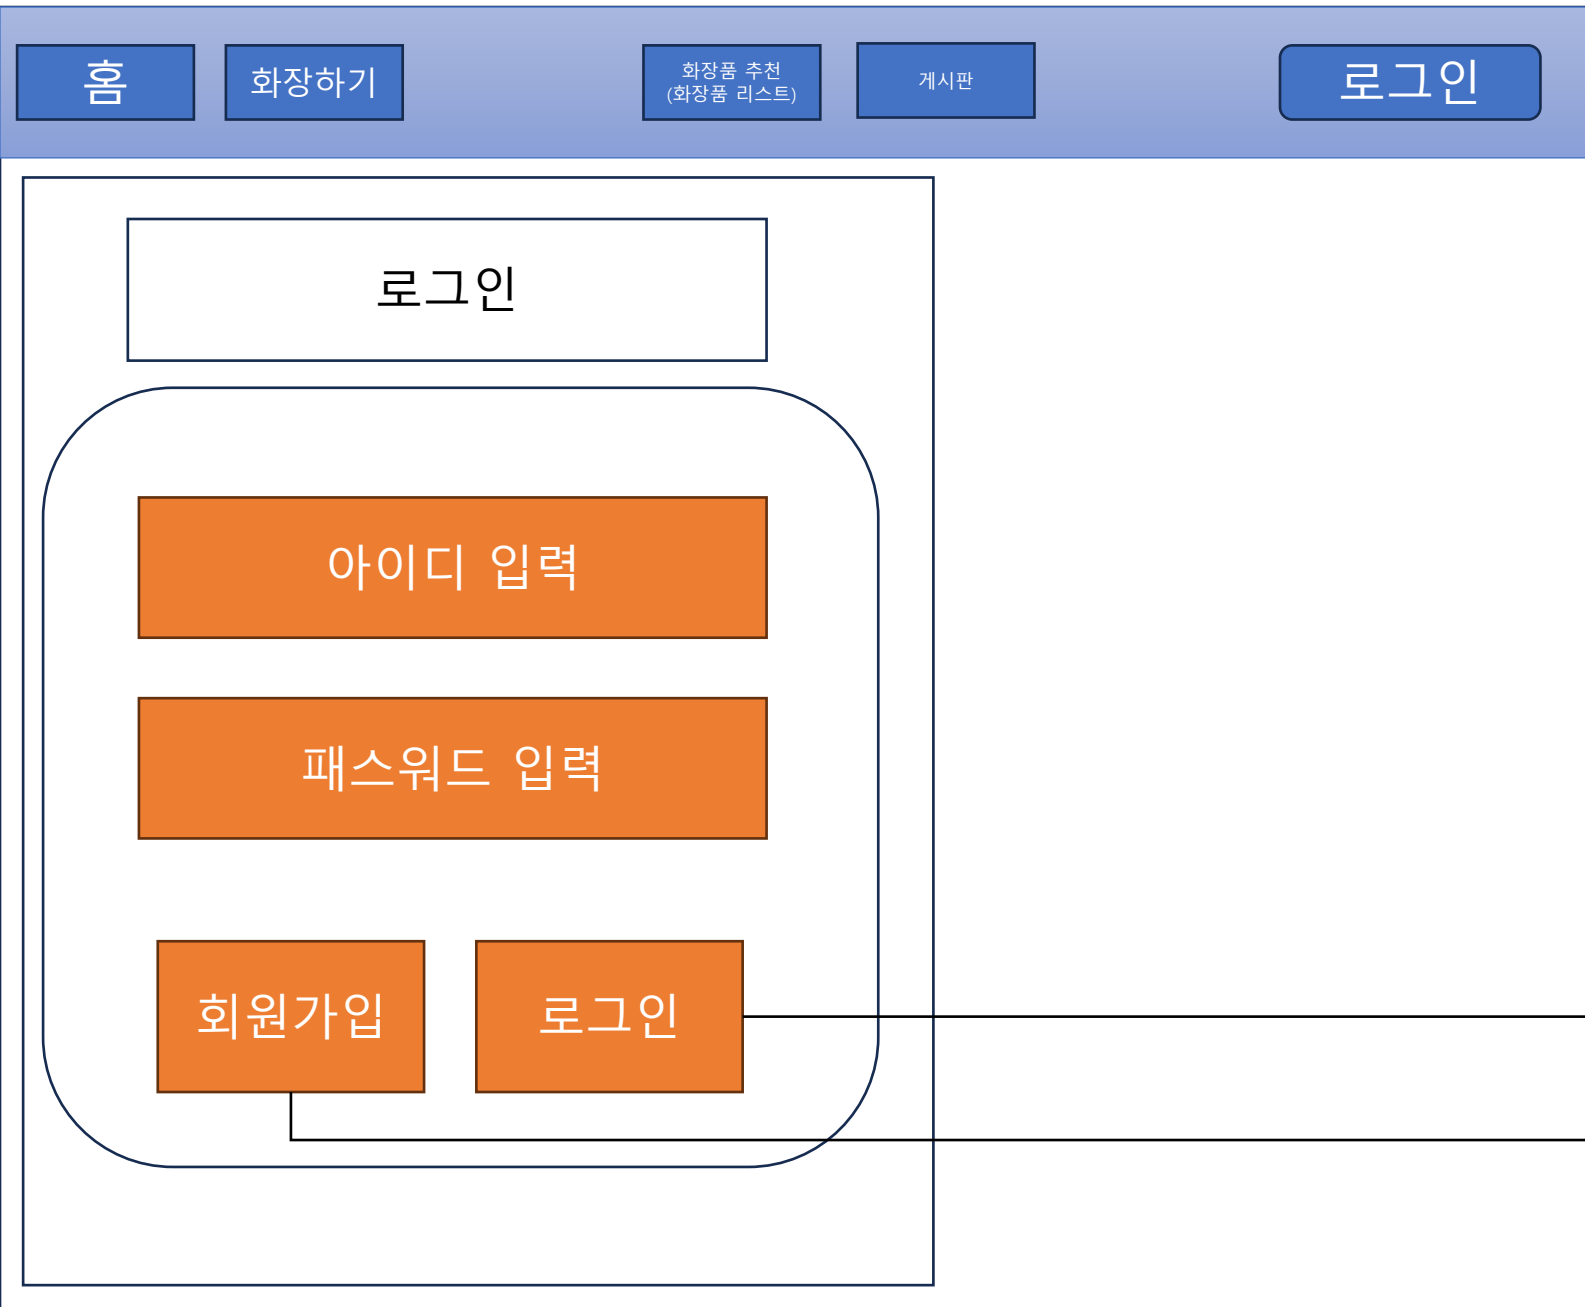 홈
화장하기
화장품 추천
(화장품 리스트)
게시판
로그인
로그인
아이디 입력
패스워드 입력
회원가입
로그인